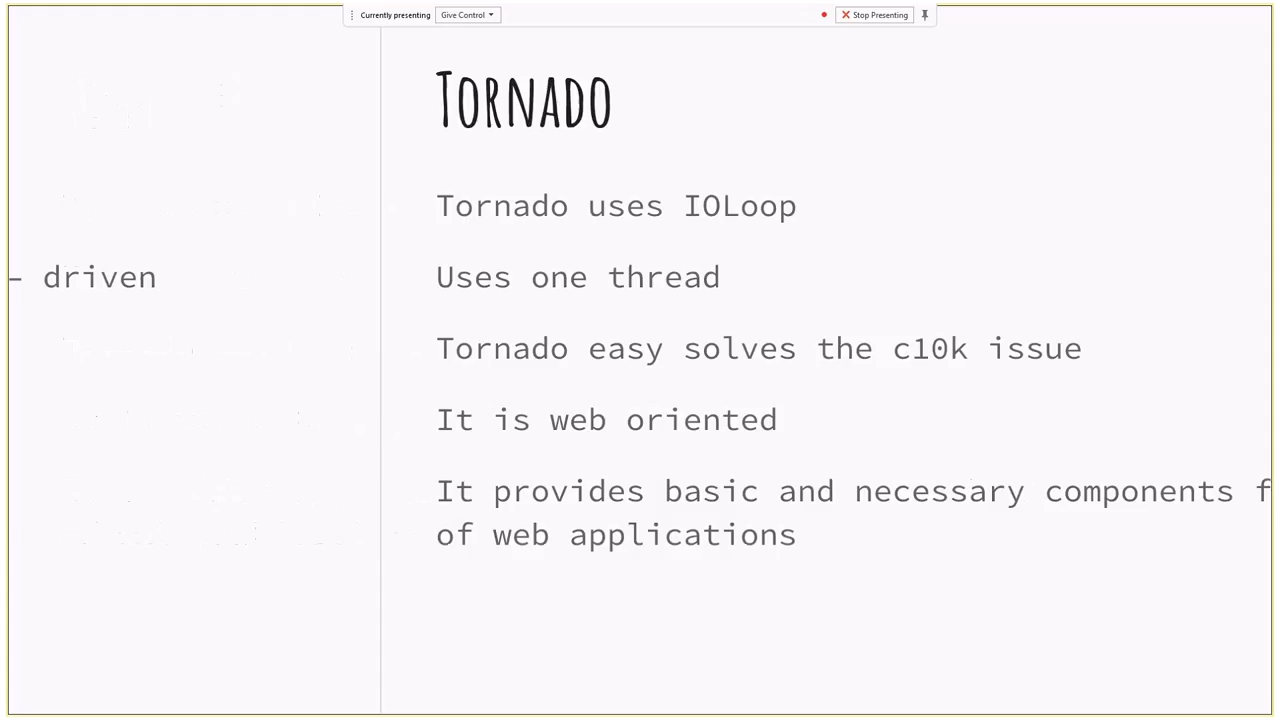 Currently presenting Give Control Stop Presenting
Tornado
Tornado uses IOLoop
– driven
Uses one thread
Tornado easy solves the c10k issue
It is web oriented
It provides basic and necessary components f
of web applications